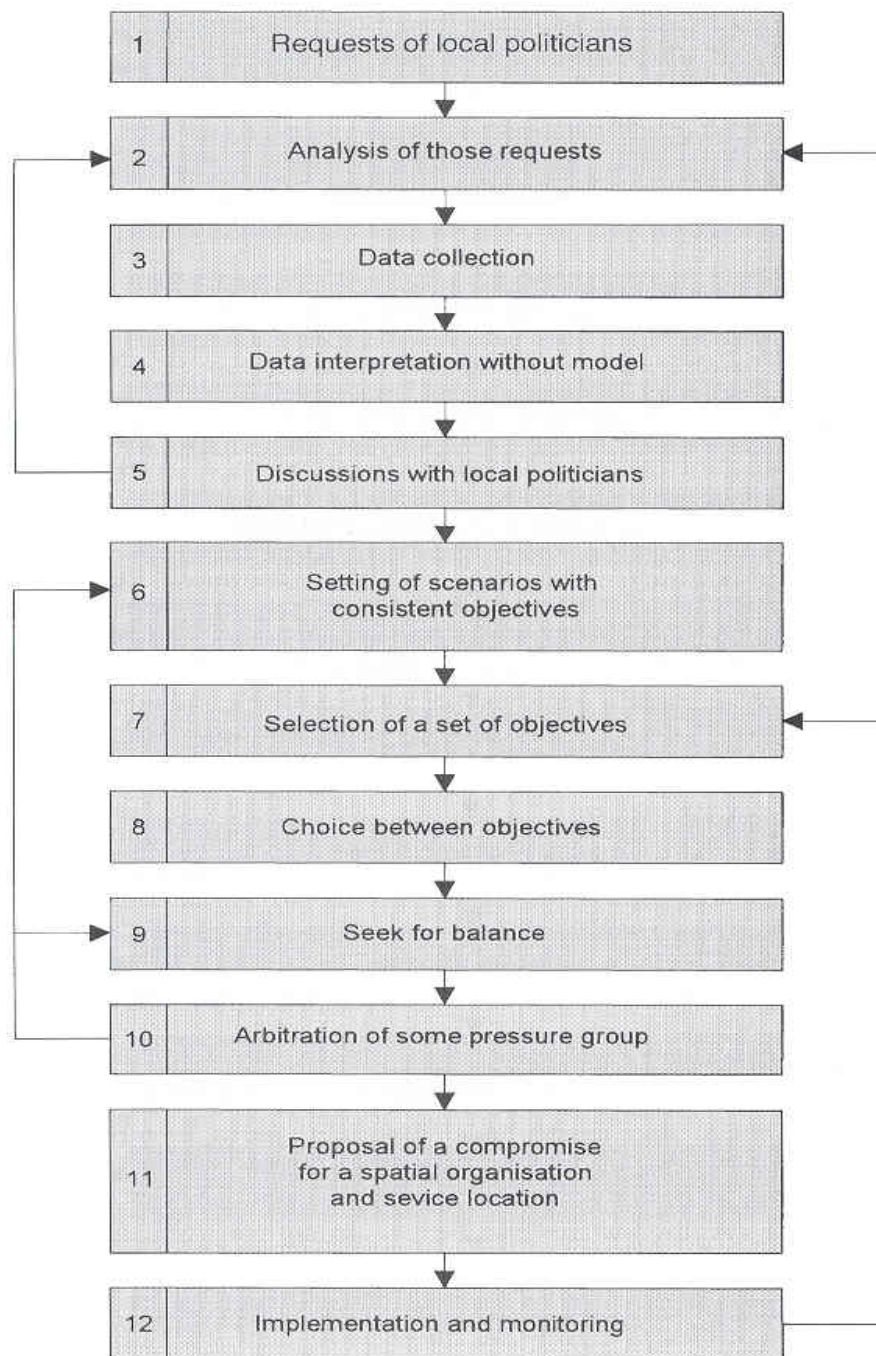 1 Requests of local politicians
2 Analysis of those requests
3 Data collection
4 Data interpretation without model
5 Discussions with local politicians
6 Setting of scenarios with
consistent objectives
7 Selection of a set of objectives
8 Choice between objectives
9 Seek for balance
10 Arbitration of some pressure group
11 Proposal of a compromise
for a spatial organisation
and sevice location
12 Implementation and monitoring